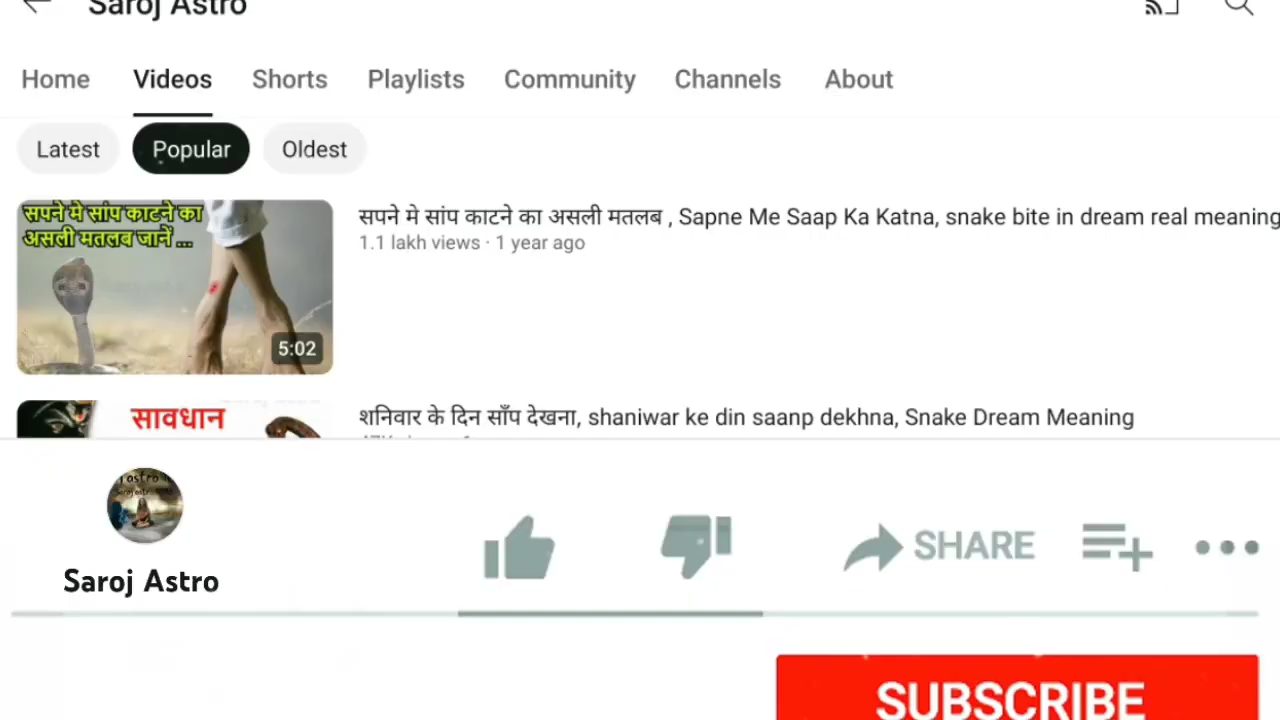 Saroj Astro
Home Videos Shorts Playlists Community Channels About
Latest Popular Oldest
सपने मे सांप काटने का
असली मतलब जानें ...
5:02
सपने मे सांप काटने का असली मतलब , Sapne Me Saap Ka Katna, snake bite in dream real meaning
1.1 lakh views · 1 year ago
सावधान
शनिवार के दिन साँप देखना, shaniwar ke din saanp dekhna, Snake Dream Meaning
astro
SHARE
Saroj Astro
SUBSCRIBE